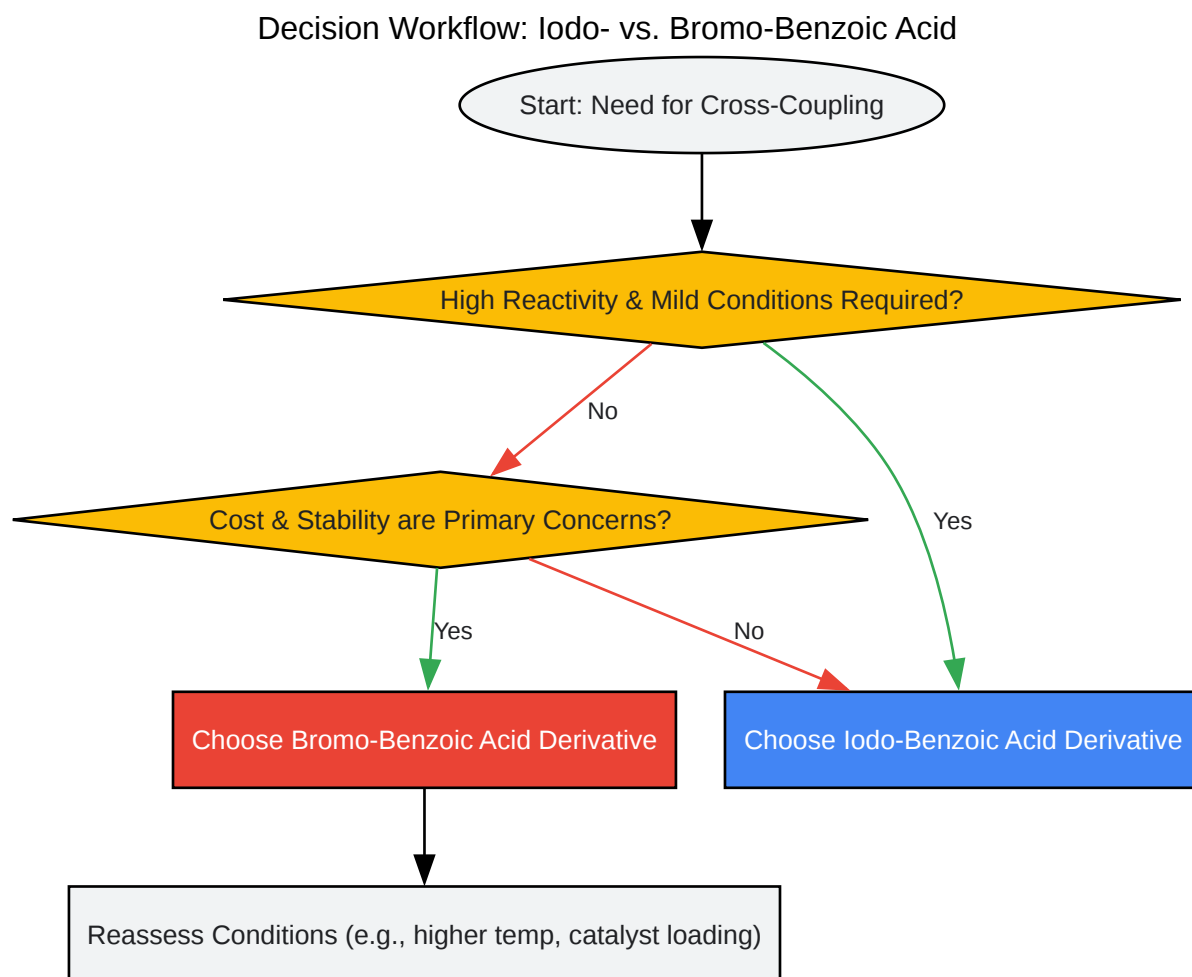 Decision Workflow: Iodo- vs. Bromo-Benzoic Acid
Start: Need for Cross-Coupling
High Reactivity & Mild Conditions Required?
No
Cost & Stability are Primary Concerns?
Yes
Yes
No
Choose Bromo-Benzoic Acid Derivative
Choose Iodo-Benzoic Acid Derivative
Reassess Conditions (e.g., higher temp, catalyst loading)